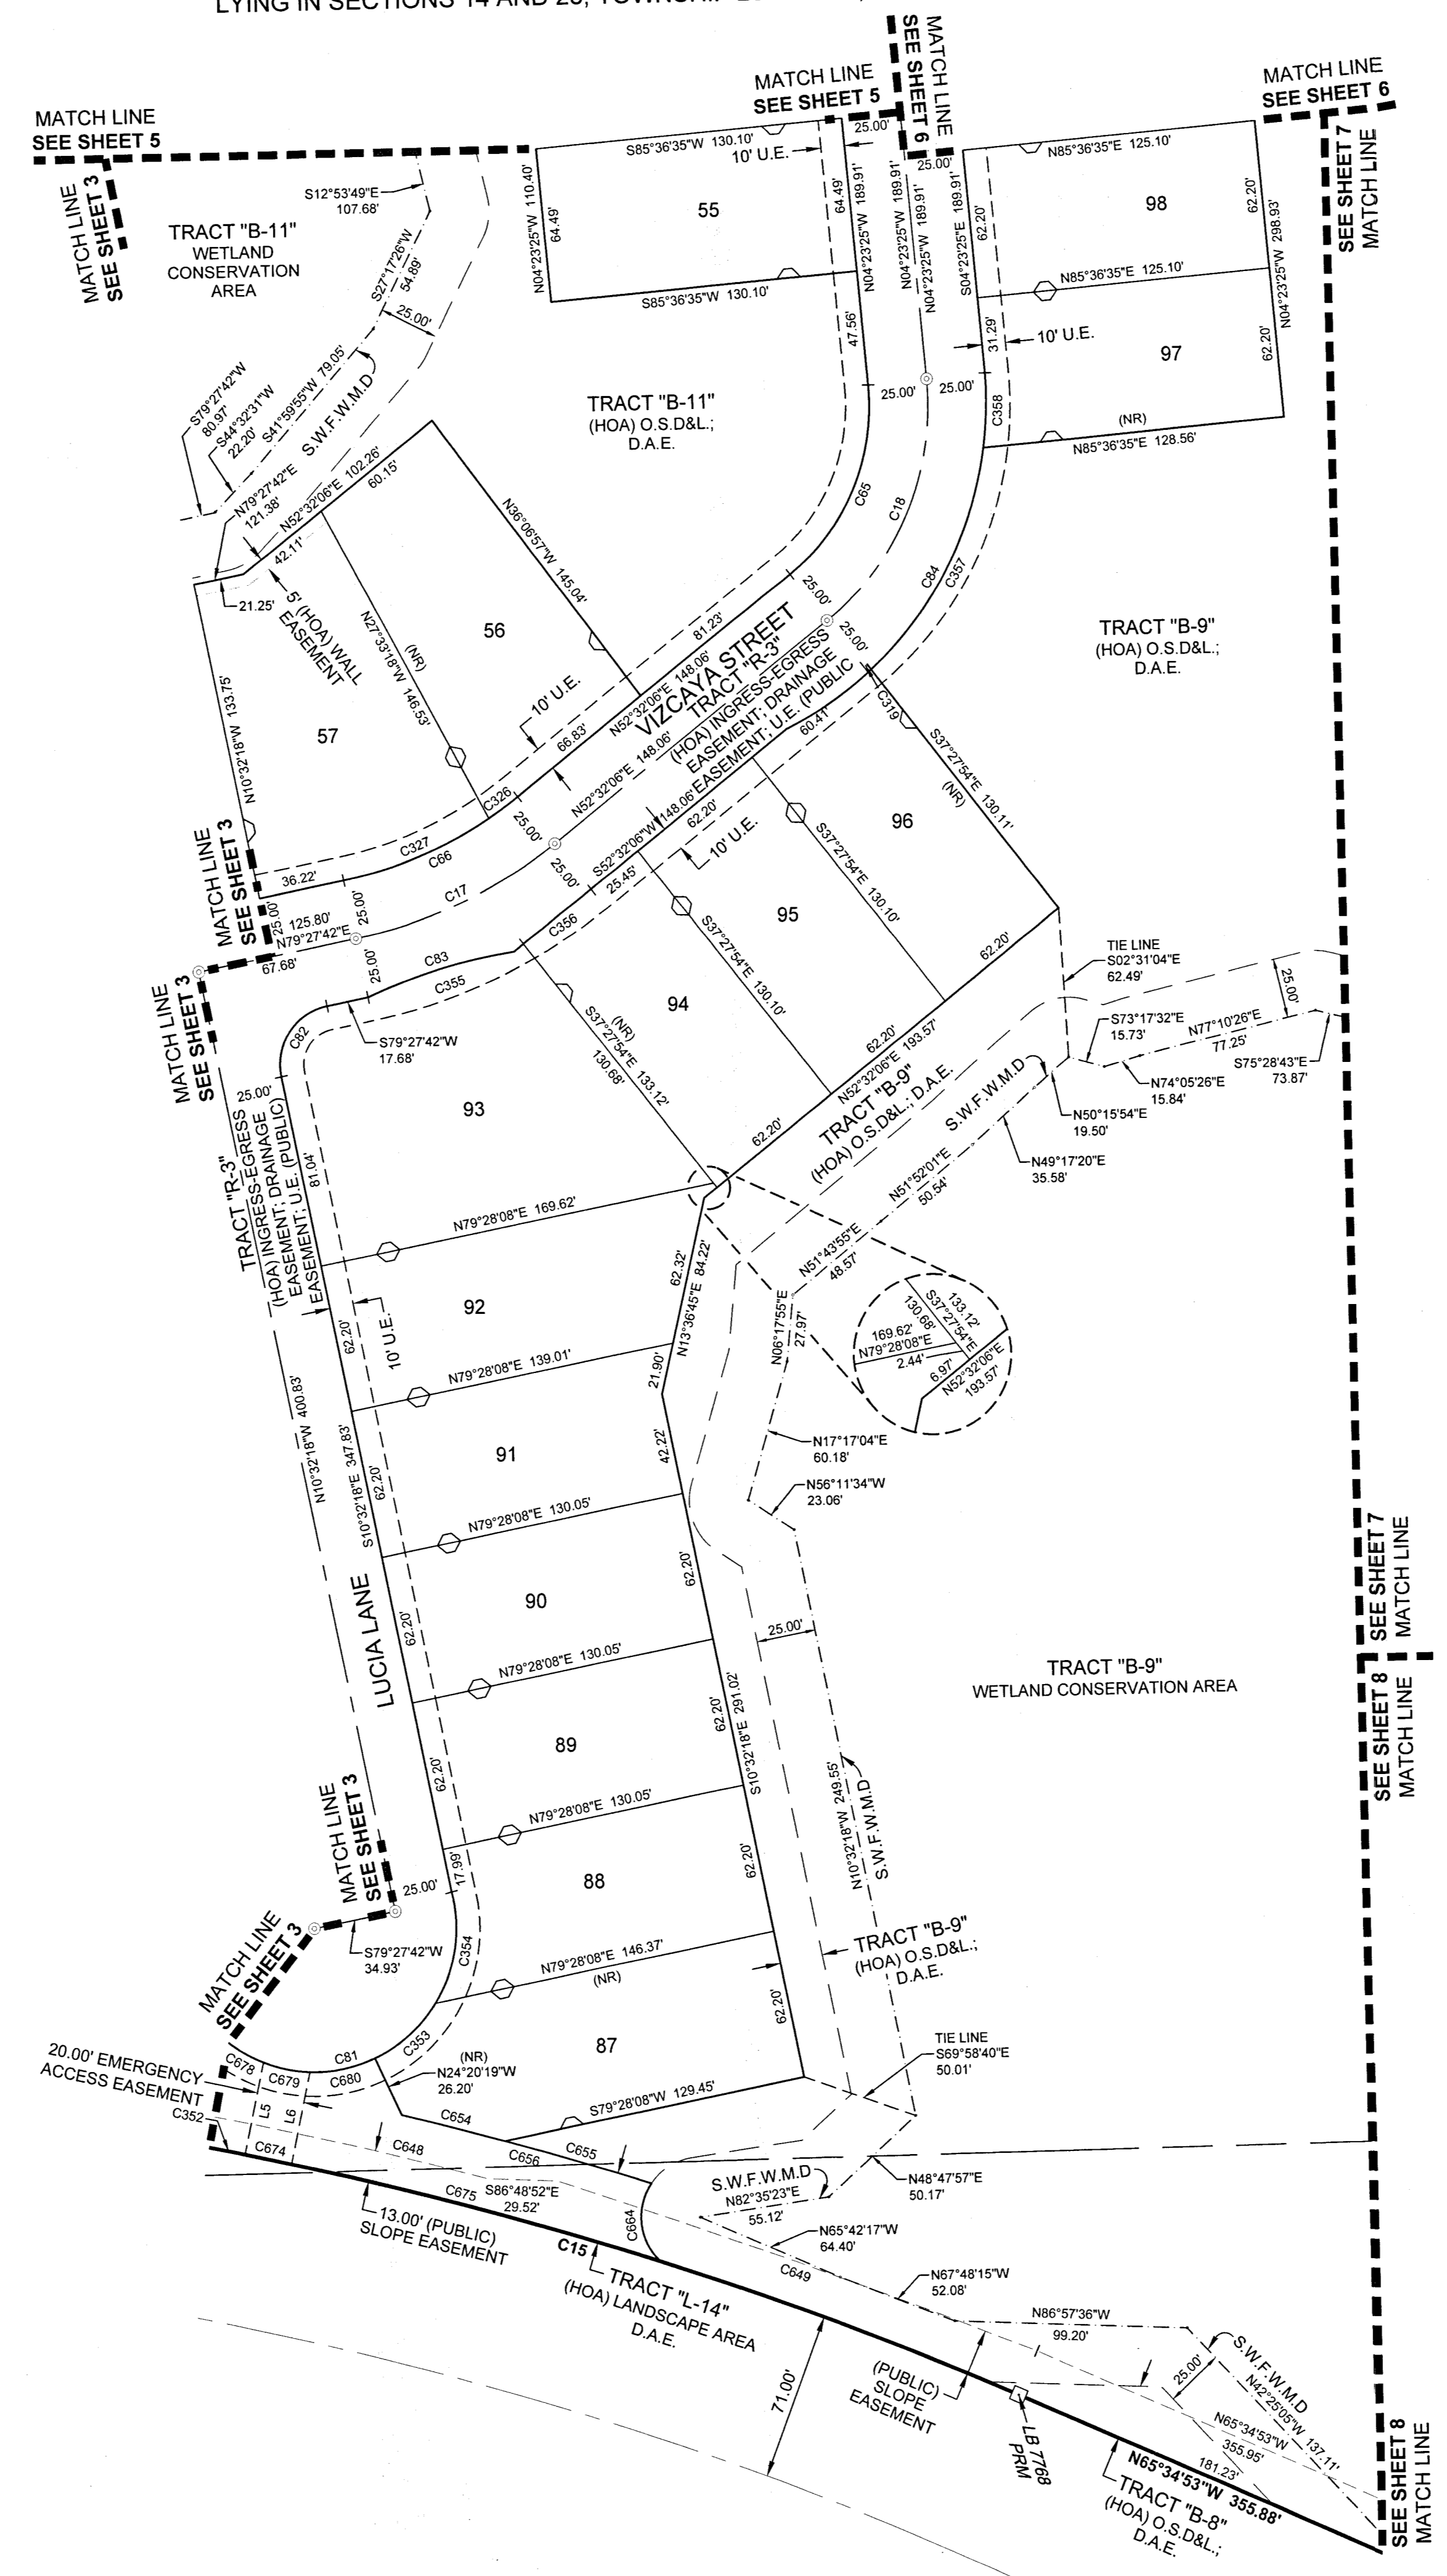 MATCH LINE
SEE SHEET 5
MATCH LINE
SEE SHEET 3
TRACT "B-11"
WETLAND
CONSERVATION
AREA
S12°53'49"E
107.68'
S27°17'26"W
54.89'
25.00'
S41°59'55"W 79.05'
S.W.F.W.M.D
S79°27'42"W
80.97'
S44°32'31"W
22.20'
N79°27'42"E
121.38'
N52°32'06"E 102.26'
60.15'
42.11'
21.25'
5' (HOA) WALL
EASEMENT
MATCH LINE
SEE SHEET 5
MATCH LINE
SEE SHEET 6
25.00'
25.00'
S85°36'35"W 130.10'
10' U.E.
N04°23'25"W 110.40'
64.49'
55
64.49'
N04°23'25"W 189.91'
N04°23'25"W 189.91'
N04°23'25"W 189.91'
S04°23'25"E 189.91'
62.20'
S85°36'35"W 130.10'
47.56'
MATCH LINE
SEE SHEET 6
SEE SHEET 7
MATCH LINE
N85°36'35"E 125.10'
98
62.20'
N04°23'25"W 298.93'
N04°23'25"W
N85°36'35"E 125.10'
31.29'
10' U.E.
97
62.20'
25.00'
25.00'
C358
(NR)
N85°36'35"E 128.56'
TRACT "B-11"
(HOA) O.S.D&L.;
D.A.E.
C65
C18
C84
C357
N36°06'57"W 145.04'
56
N27°33'18"W 146.53'
(NR)
57
N10°32'18"W 133.75'
81.23'
25.00'
25.00'
10' U.E.
66.83'
N52°32'06"E 148.06'
VIZCAYA STREET
TRACT "R-3"
(HOA) INGRESS-EGRESS
EASEMENT; DRAINAGE
EASEMENT; U.E. (PUBLIC
N52°32'06"E 148.06'
S52°32'06"W 148.06'
60.41'
C319
62.20'
10' U.E.
25.45'
TRACT "B-9"
(HOA) O.S.D&L.;
D.A.E.
S37°27'54"E 130.11'
(NR)
96
S37°27'54"E 130.10'
95
S37°27'54"E 130.10'
94
62.20'
62.20'
62.20'
N52°32'06"E 193.57'
C326
C327
C66
36.22'
25.00'
25.00'
C17
25.00'
25.00'
MATCH LINE
SEE SHEET 3
125.80'
N79°27'42"E
67.68'
25.00'
C83
C355
C356
MATCH LINE
SEE SHEET 3
C82
S79°27'42"W
17.68'
25.00'
TRACT "R-3"
(HOA) INGRESS-EGRESS
EASEMENT; DRAINAGE
EASEMENT; U.E. (PUBLIC)
81.04'
93
(NR)
S37°27'54"E 133.12'
130.68'
TIE LINE
S02°31'04"E
62.49'
S73°17'32"E
15.73'
N77°10'26"E
77.25'
25.00'
S75°28'43"E
73.87'
N74°05'26"E
15.84'
N50°15'54"E
19.50'
N49°17'20"E
35.58'
S.W.F.W.M.D
TRACT "B-9"
(HOA) O.S.D&L.; D.A.E.
N51°52'01"E
50.54'
N51°43'55"E
48.57'
N06°17'55"E
27.97'
133.12'
S37°27'54"E
130.68'
169.62'
N79°28'08"E
2.44'
6.97'
N52°32'06"E
193.57'
N79°28'08"E 169.62'
62.32'
N13°36'45"E 84.22'
92
62.20'
10' U.E.
N79°28'08"E 139.01'
21.90'
91
42.22'
N10°32'18"W 400.83'
S10°32'18"E 347.83'
62.20'
N17°17'04"E
60.18'
N56°11'34"W
23.06'
N79°28'08"E 130.05'
62.20'
90
62.20'
25.00'
LUCIA LANE
N79°28'08"E 130.05'
89
62.20'
62.20'
S10°32'18"E 291.02'
TRACT "B-9"
WETLAND CONSERVATION AREA
SEE SHEET 7
MATCH LINE
SEE SHEET 8
MATCH LINE
N79°28'08"E 130.05'
N10°32'18"W 249.55'
S.W.F.W.M.D
MATCH LINE
SEE SHEET 3
17.99'
25.00'
88
62.20'
S79°27'42"W
34.93'
C354
N79°28'08"E 146.37'
(NR)
MATCH LINE
SEE SHEET 3
TRACT "B-9"
(HOA) O.S.D&L.;
D.A.E.
62.20'
C353
87
(NR)
N24°20'19"W
26.20'
TIE LINE
S69°58'40"E
50.01'
20.00' EMERGENCY
ACCESS EASEMENT
C678
C679
C81
C680
C352
L5
L6
C674
C654
S79°28'08"W 129.45'
C648
C656
C655
C675
S86°48'52"E
29.52'
C664
S.W.F.W.M.D
N82°35'23"E
55.12'
N48°47'57"E
50.17'
N65°42'17"W
64.40'
13.00' (PUBLIC)
SLOPE EASEMENT
C15
TRACT "L-14"
(HOA) LANDSCAPE AREA
D.A.E.
C649
N67°48'15"W
52.08'
N86°57'36"W
99.20'
71.00'
(PUBLIC)
SLOPE
EASEMENT
25.00'
S.W.F.W.M.D
N42°25'05"W 137.11'
N65°34'53"W
355.95'
181.23'
LB 7768
PRM
N65°34'53"W 355.88'
TRACT "B-8"
(HOA) O.S.D&L.;
D.A.E.
SEE SHEET 8
MATCH LINE